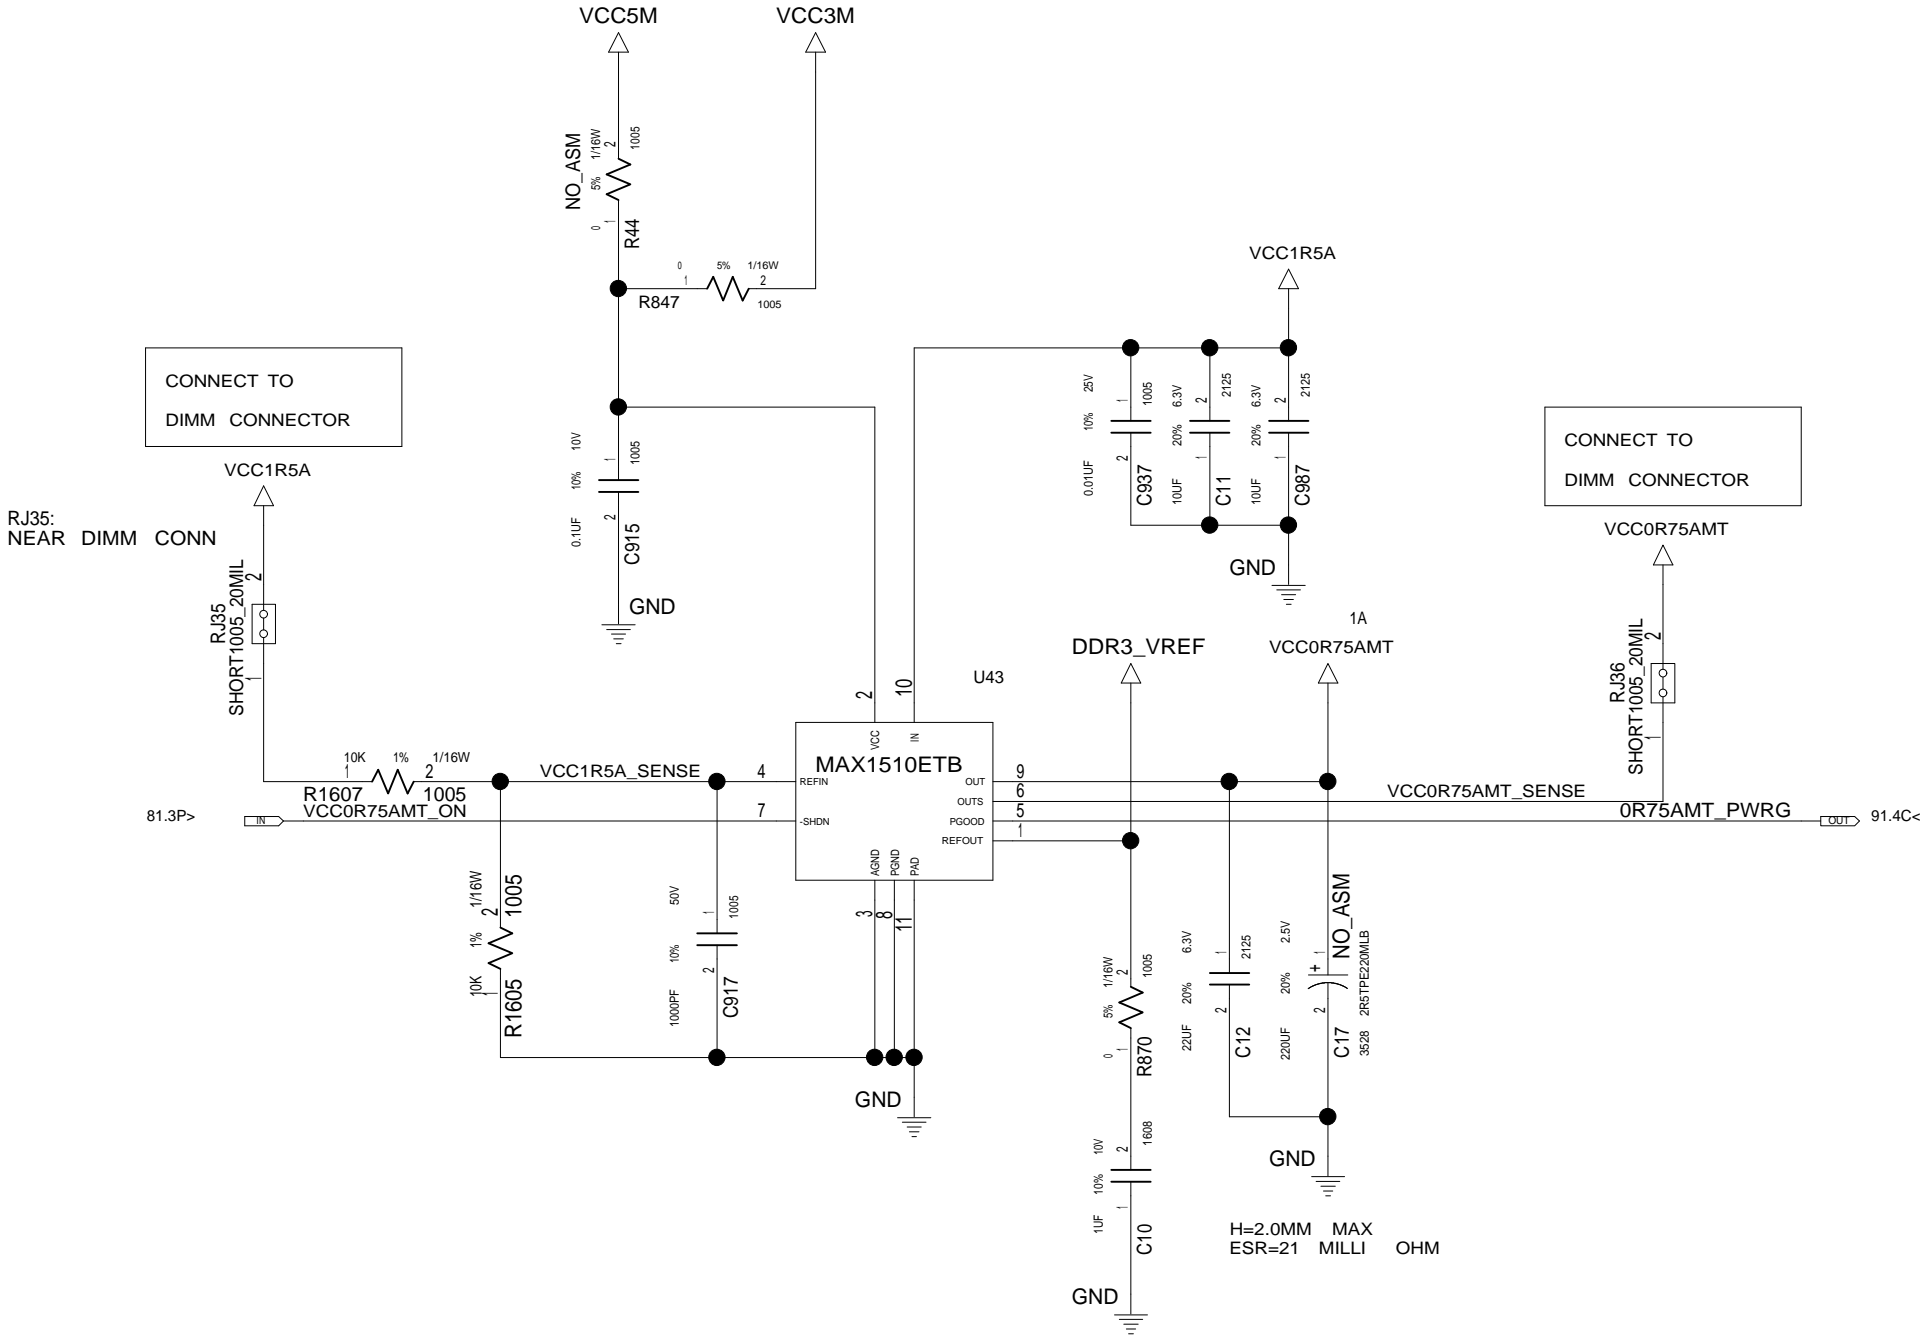 VCC5M
VCC3M
NO_ASM
0
5%
1/16W
1
2
1005
R44
0
5%
1/16W
1
2
R847
1005
VCC1R5A
CONNECT TO
DIMM CONNECTOR
VCC1R5A
RJ35:
NEAR DIMM CONN
RJ35
SHORT1005_20MIL
1
2
0.1UF
10%
10V
1
2
1005
C915
GND
0.01UF
10%
25V
1
2
1005
C937
10UF
20%
6.3V
1
2
2125
C11
10UF
20%
6.3V
1
2
2125
C987
GND
CONNECT TO
DIMM CONNECTOR
VCC0R75AMT
RJ36
SHORT1005_20MIL
1
2
1A
DDR3_VREF
VCC0R75AMT
U43
2
10
VCC
IN
MAX1510ETB
10K
1%
1/16W
1
2
R1607
1005
VCC1R5A_SENSE
4
REFIN
OUT
9
OUTS
6
VCC0R75AMT_SENSE
81.3P>
IN
VCC0R75AMT_ON
7
-SHDN
PGOOD
5
0R75AMT_PWRG
OUT
91.4C<
REFOUT
1
AGND
PGND
PAD
3
8
11
10K
1%
1/16W
1
2
1005
R1605
1000PF
10%
50V
1
2
1005
C917
GND
0
5%
1/16W
1
2
1005
R870
22UF
20%
6.3V
1
2
2125
C12
220UF
20%
2.5V
1
2
+
NO_ASM
C17
3528
2R5TPE220MLB
GND
1UF
10%
10V
1
2
1608
C10
H=2.0MM MAX
ESR=21 MILLI OHM
GND